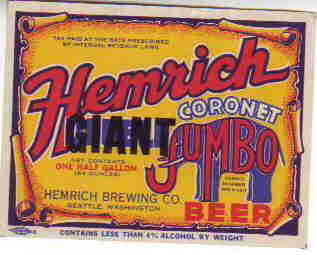 TAX PAID AT THE RATE PRESCRIBED
BY INTERNAL REVENUE LAWS
Hemrich
CORONET
GIANT
JUMBO
NET CONTENTS
ONE HALF GALLON
(64 OUNCES)
HEMRICH BREWING CO.
SEATTLE, WASHINGTON
BEER
CONTAINS LESS THAN 4% ALCOHOL BY WEIGHT